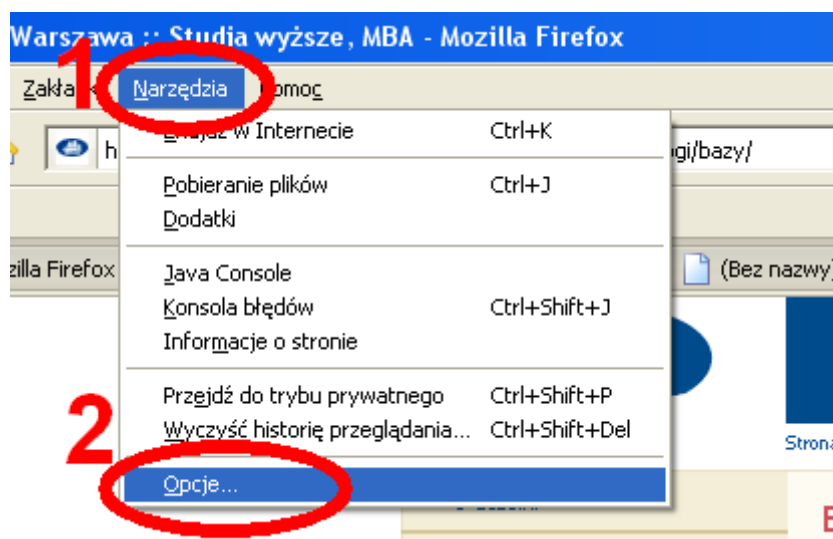 Warszawa :: Studia wyższe, MBA - Mozilla Firefox
1
Narzędzia
w Internecie Ctrl+K
gi/bazy/
Pobieranie plików Ctrl+J
Dodatki
zilla Firefox
(Bez nazwy)
Java Console
Konsola błędów Ctrl+Shift+J
Informacje o stronie
Przejdź do trybu prywatnego Ctrl+Shift+P
2
Wyczyść historię przeglądania... Ctrl+Shift+Del
Strona
Opcje...